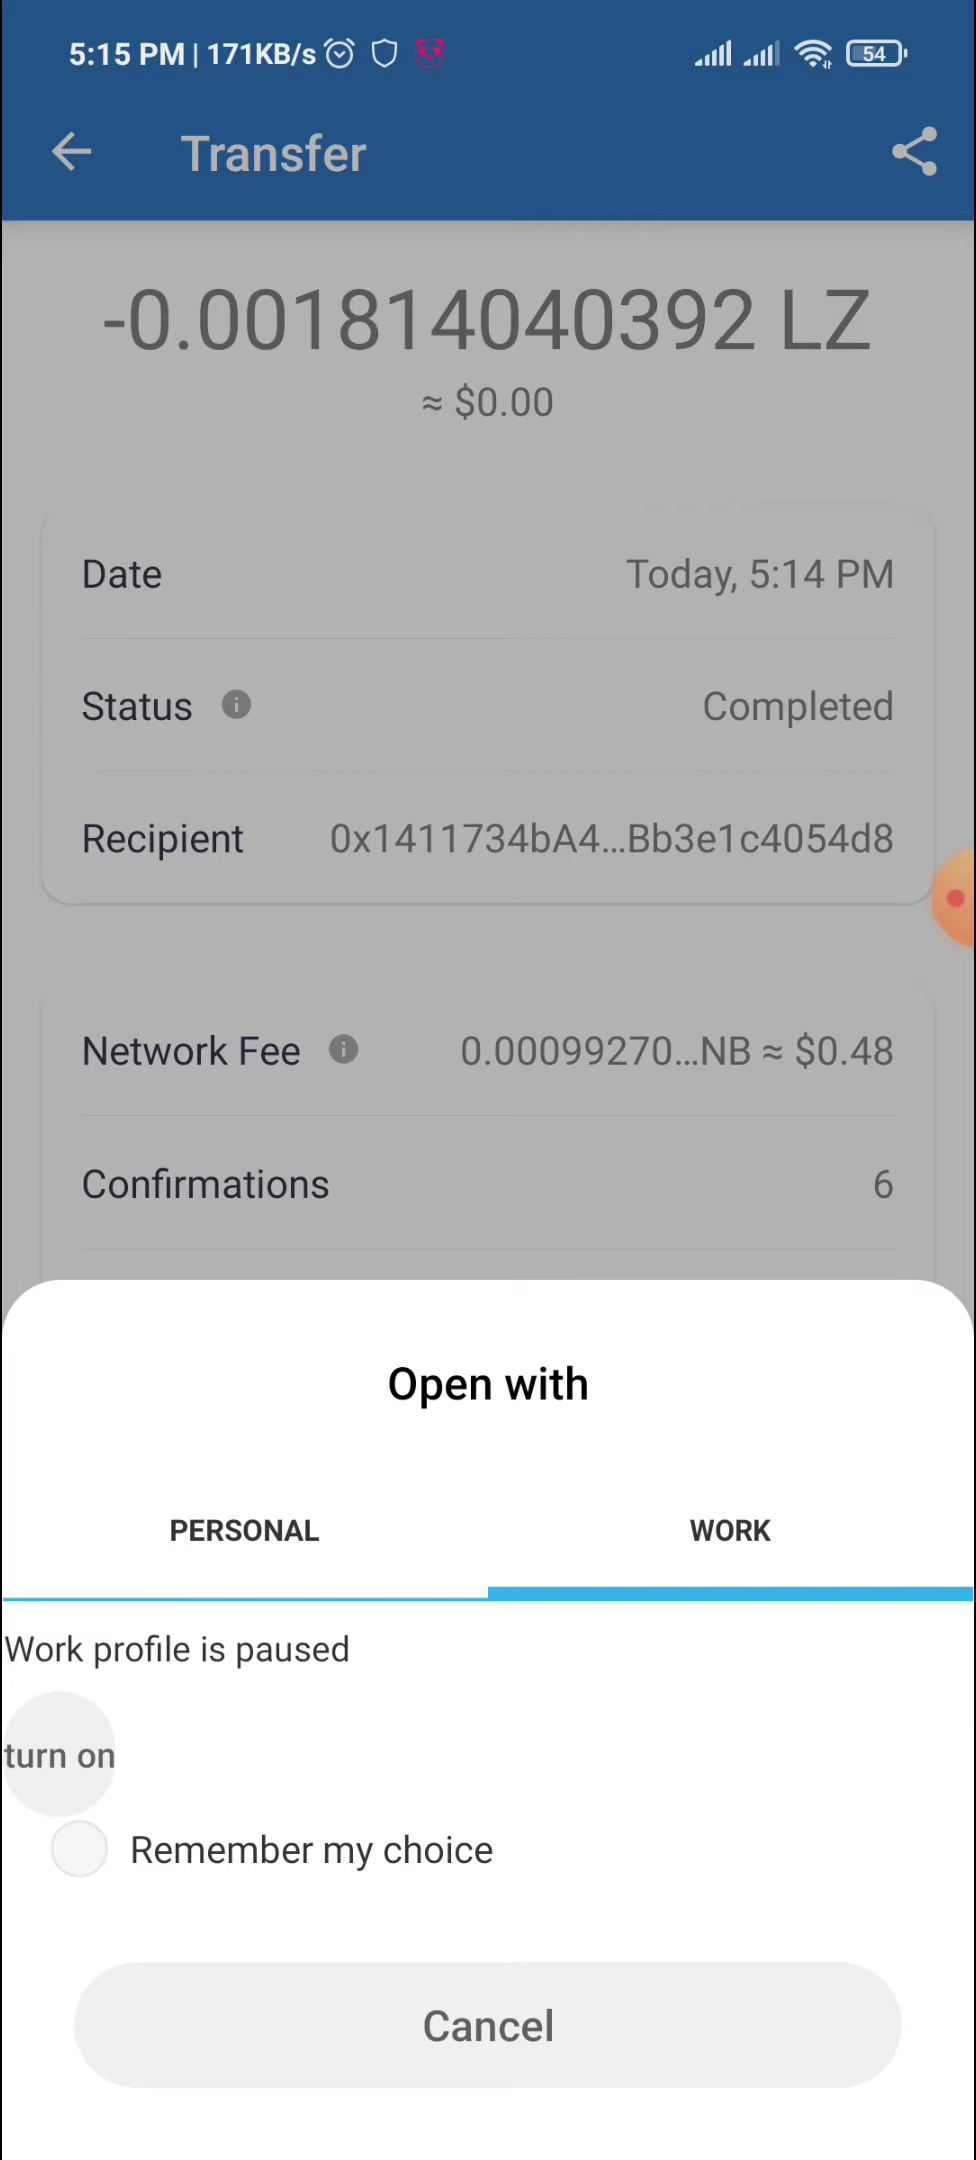 5:15 PM | 171KB/s 54
Transfer
-0.001814040392 LZ
≈ $0.00
Date Today, 5:14 PM
Status Completed
Recipient 0x1411734bA4...Bb3e1c4054d8
Network Fee 0.00099270...NB ≈ $0.48
Confirmations 6
Open with
PERSONAL WORK
Work profile is paused
turn on
Remember my choice
Cancel